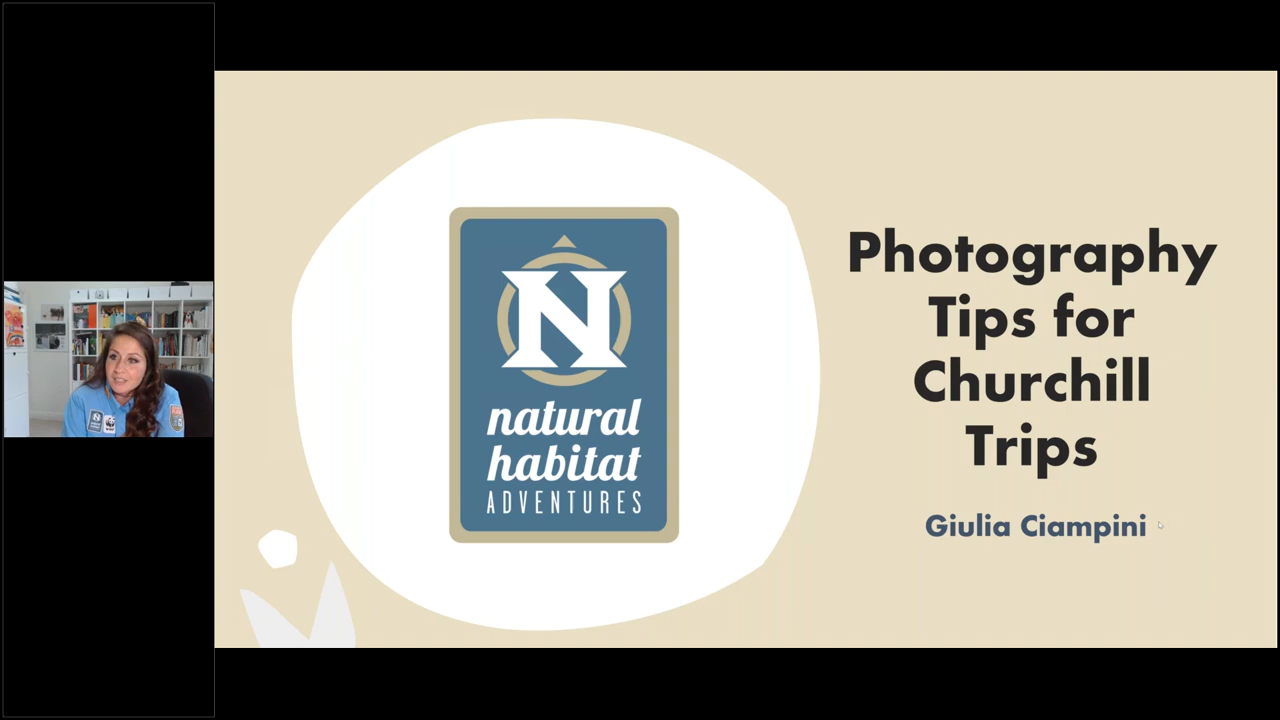 Photography
Tips for
Churchill
Trips
Giulia Ciampini
N
natural
habitat
ADVENTURES